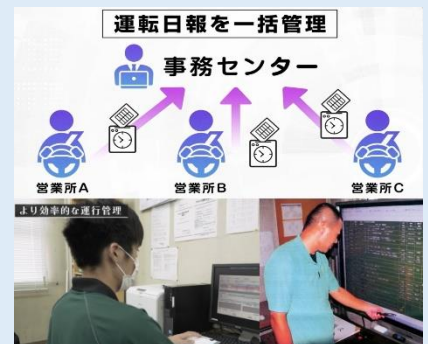 運転日報を一括管理
事務センター
営業所A
営業所B
営業所C
より効率的な運行管理